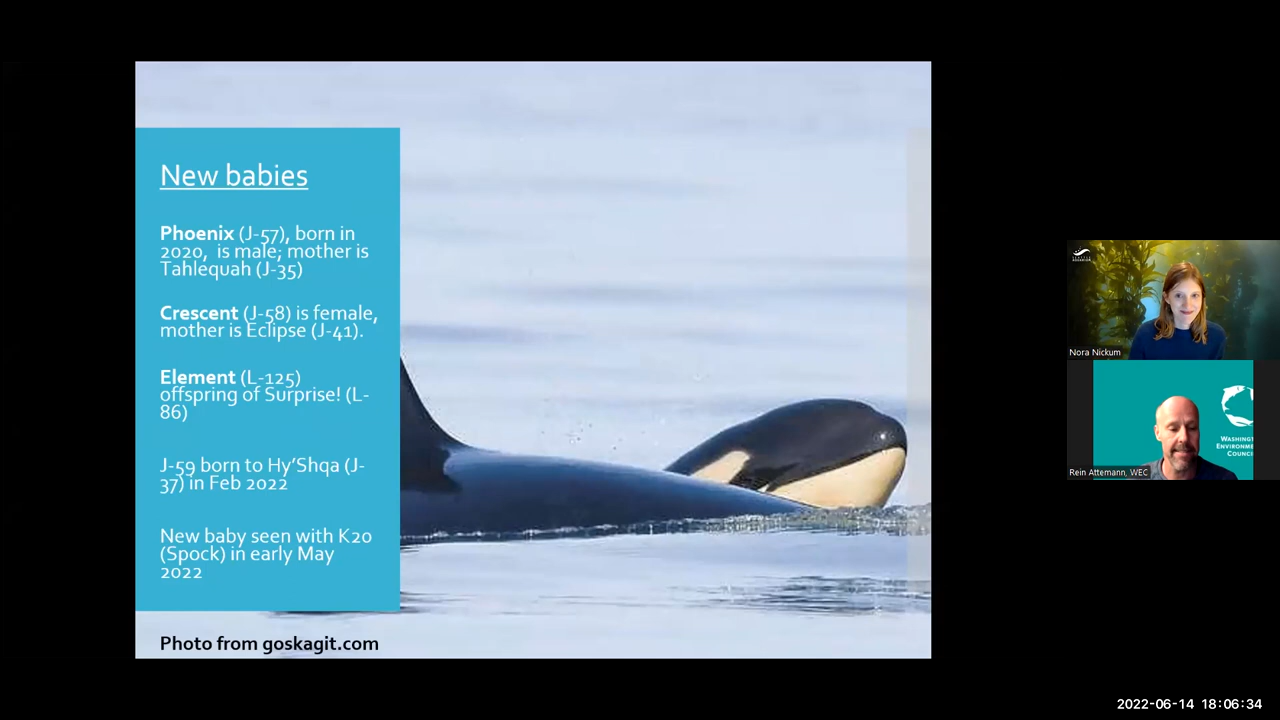 New babies
Phoenix (J-57), born in
2020,  is male; mother is
Tahlequah (J-35)
Crescent (J-58) is female,
mother is Eclipse (J-41).
Element (L-125)
offspring of Surprise! (L-
86)
J-59 born to Hy’Shqa (J-
37) in Feb 2022
New baby seen with K20
(Spock) in early May
2022
Photo from goskagit.com
Nora Nickum
Rein Attemann, WEC
2022-06-14 18:06:34